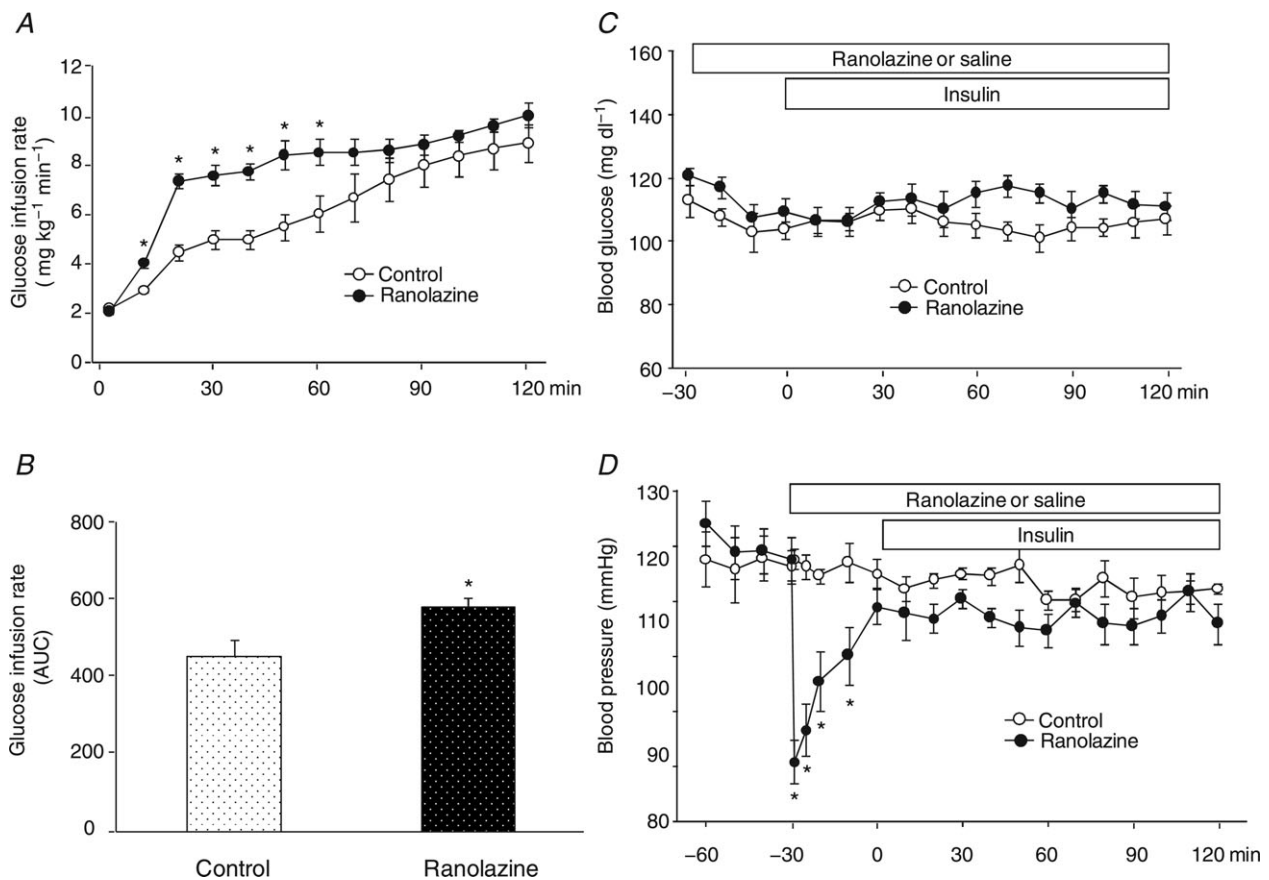 A
Glucose infusion rate
( mg kg⁻¹ min⁻¹)
12
10
8
6
4
2
0
* * * * * *
Control
Ranolazine
0 30 60 90 120 min
B
Glucose infusion rate
(AUC)
800
600
400
200
0
*
Control Ranolazine
C
Blood glucose (mg dl⁻¹)
160
140
120
100
80
60
Ranolazine or saline
Insulin
Control
Ranolazine
−30 0 30 60 90 120 min
D
Blood pressure (mmHg)
130
120
110
100
90
80
Ranolazine or saline
Insulin
* * * *
Control
Ranolazine
−60 −30 0 30 60 90 120 min